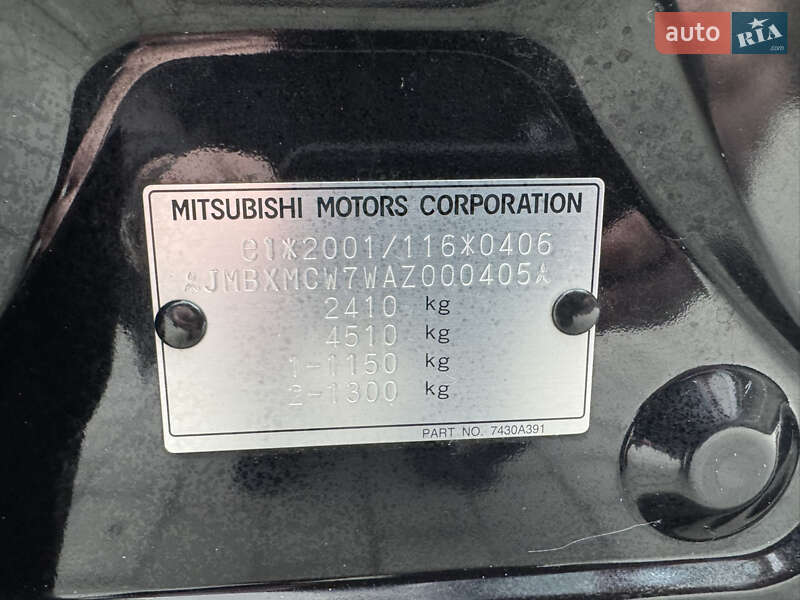 auto RIA
MITSUBISHI MOTORS CORPORATION
e1*2001/116*0406
JMBXMCW7WAZ000405
2410 kg
4510 kg
1-1150 kg
2-1300 kg
PART NO. 7430A391